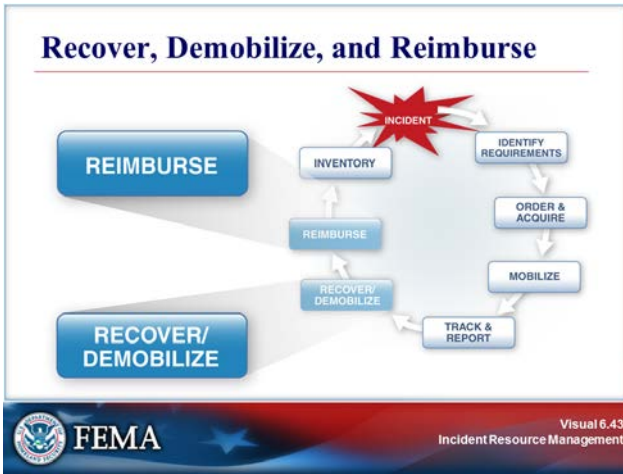 Recover, Demobilize, and Reimburse
REIMBURSE
RECOVER/
DEMOBILIZE
INCIDENT
IDENTIFY
REQUIREMENTS
ORDER &
ACQUIRE
MOBILIZE
TRACK &
REPORT
RECOVER/
DEMOBILIZE
REIMBURSE
INVENTORY
FEMA
Visual 6.43
Incident Resource Management